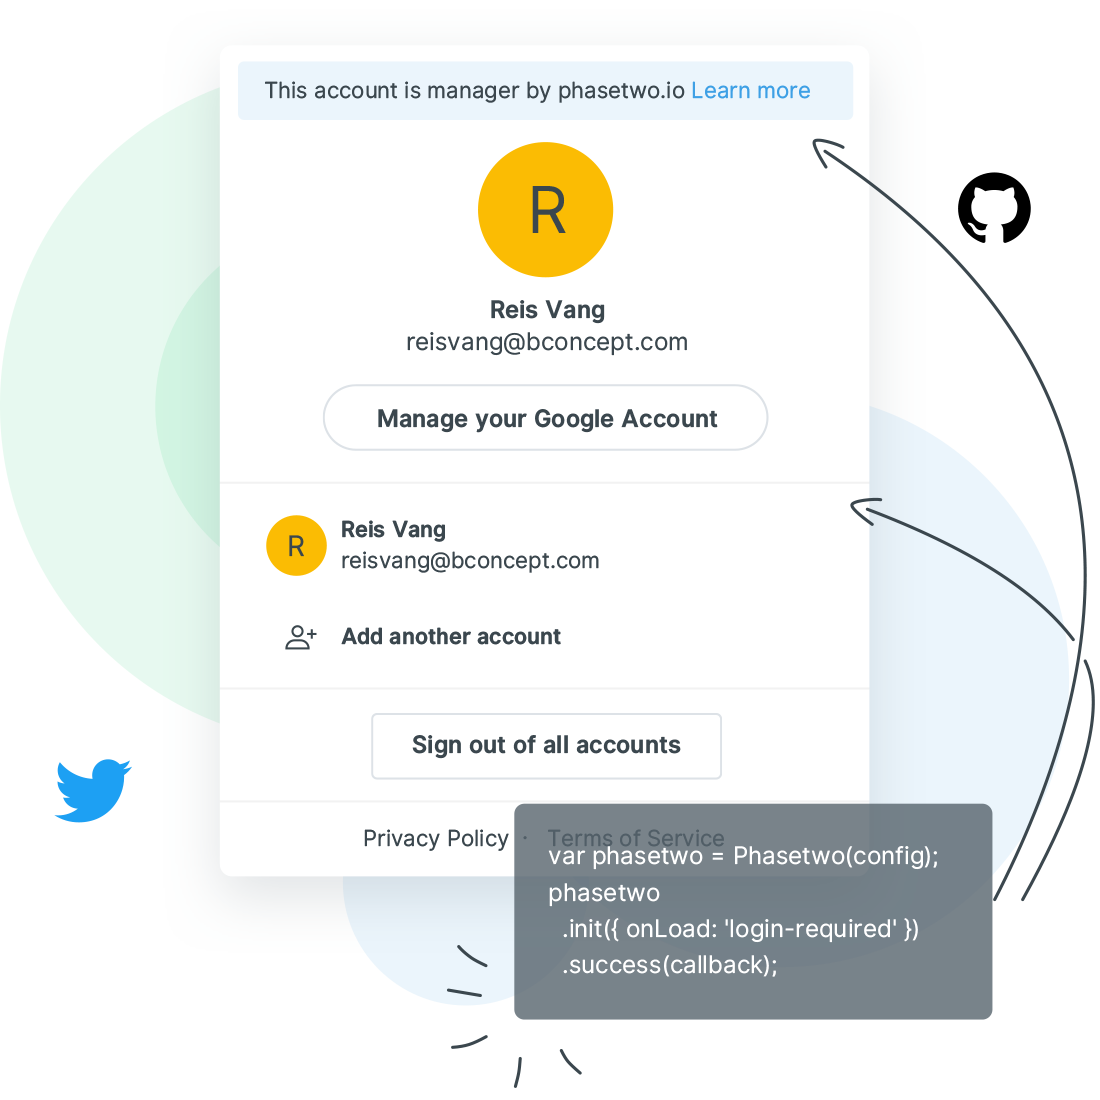 This account is manager by phasetwo.io Learn more
R
Reis Vang
reisvang@bconcept.com
Manage your Google Account
R
Reis Vang
reisvang@bconcept.com
Add another account
Sign out of all accounts
Privacy Policy · Terms of Service
var phasetwo = Phasetwo(config);
phasetwo
.init({ onLoad: 'login-required' })
.success(callback);